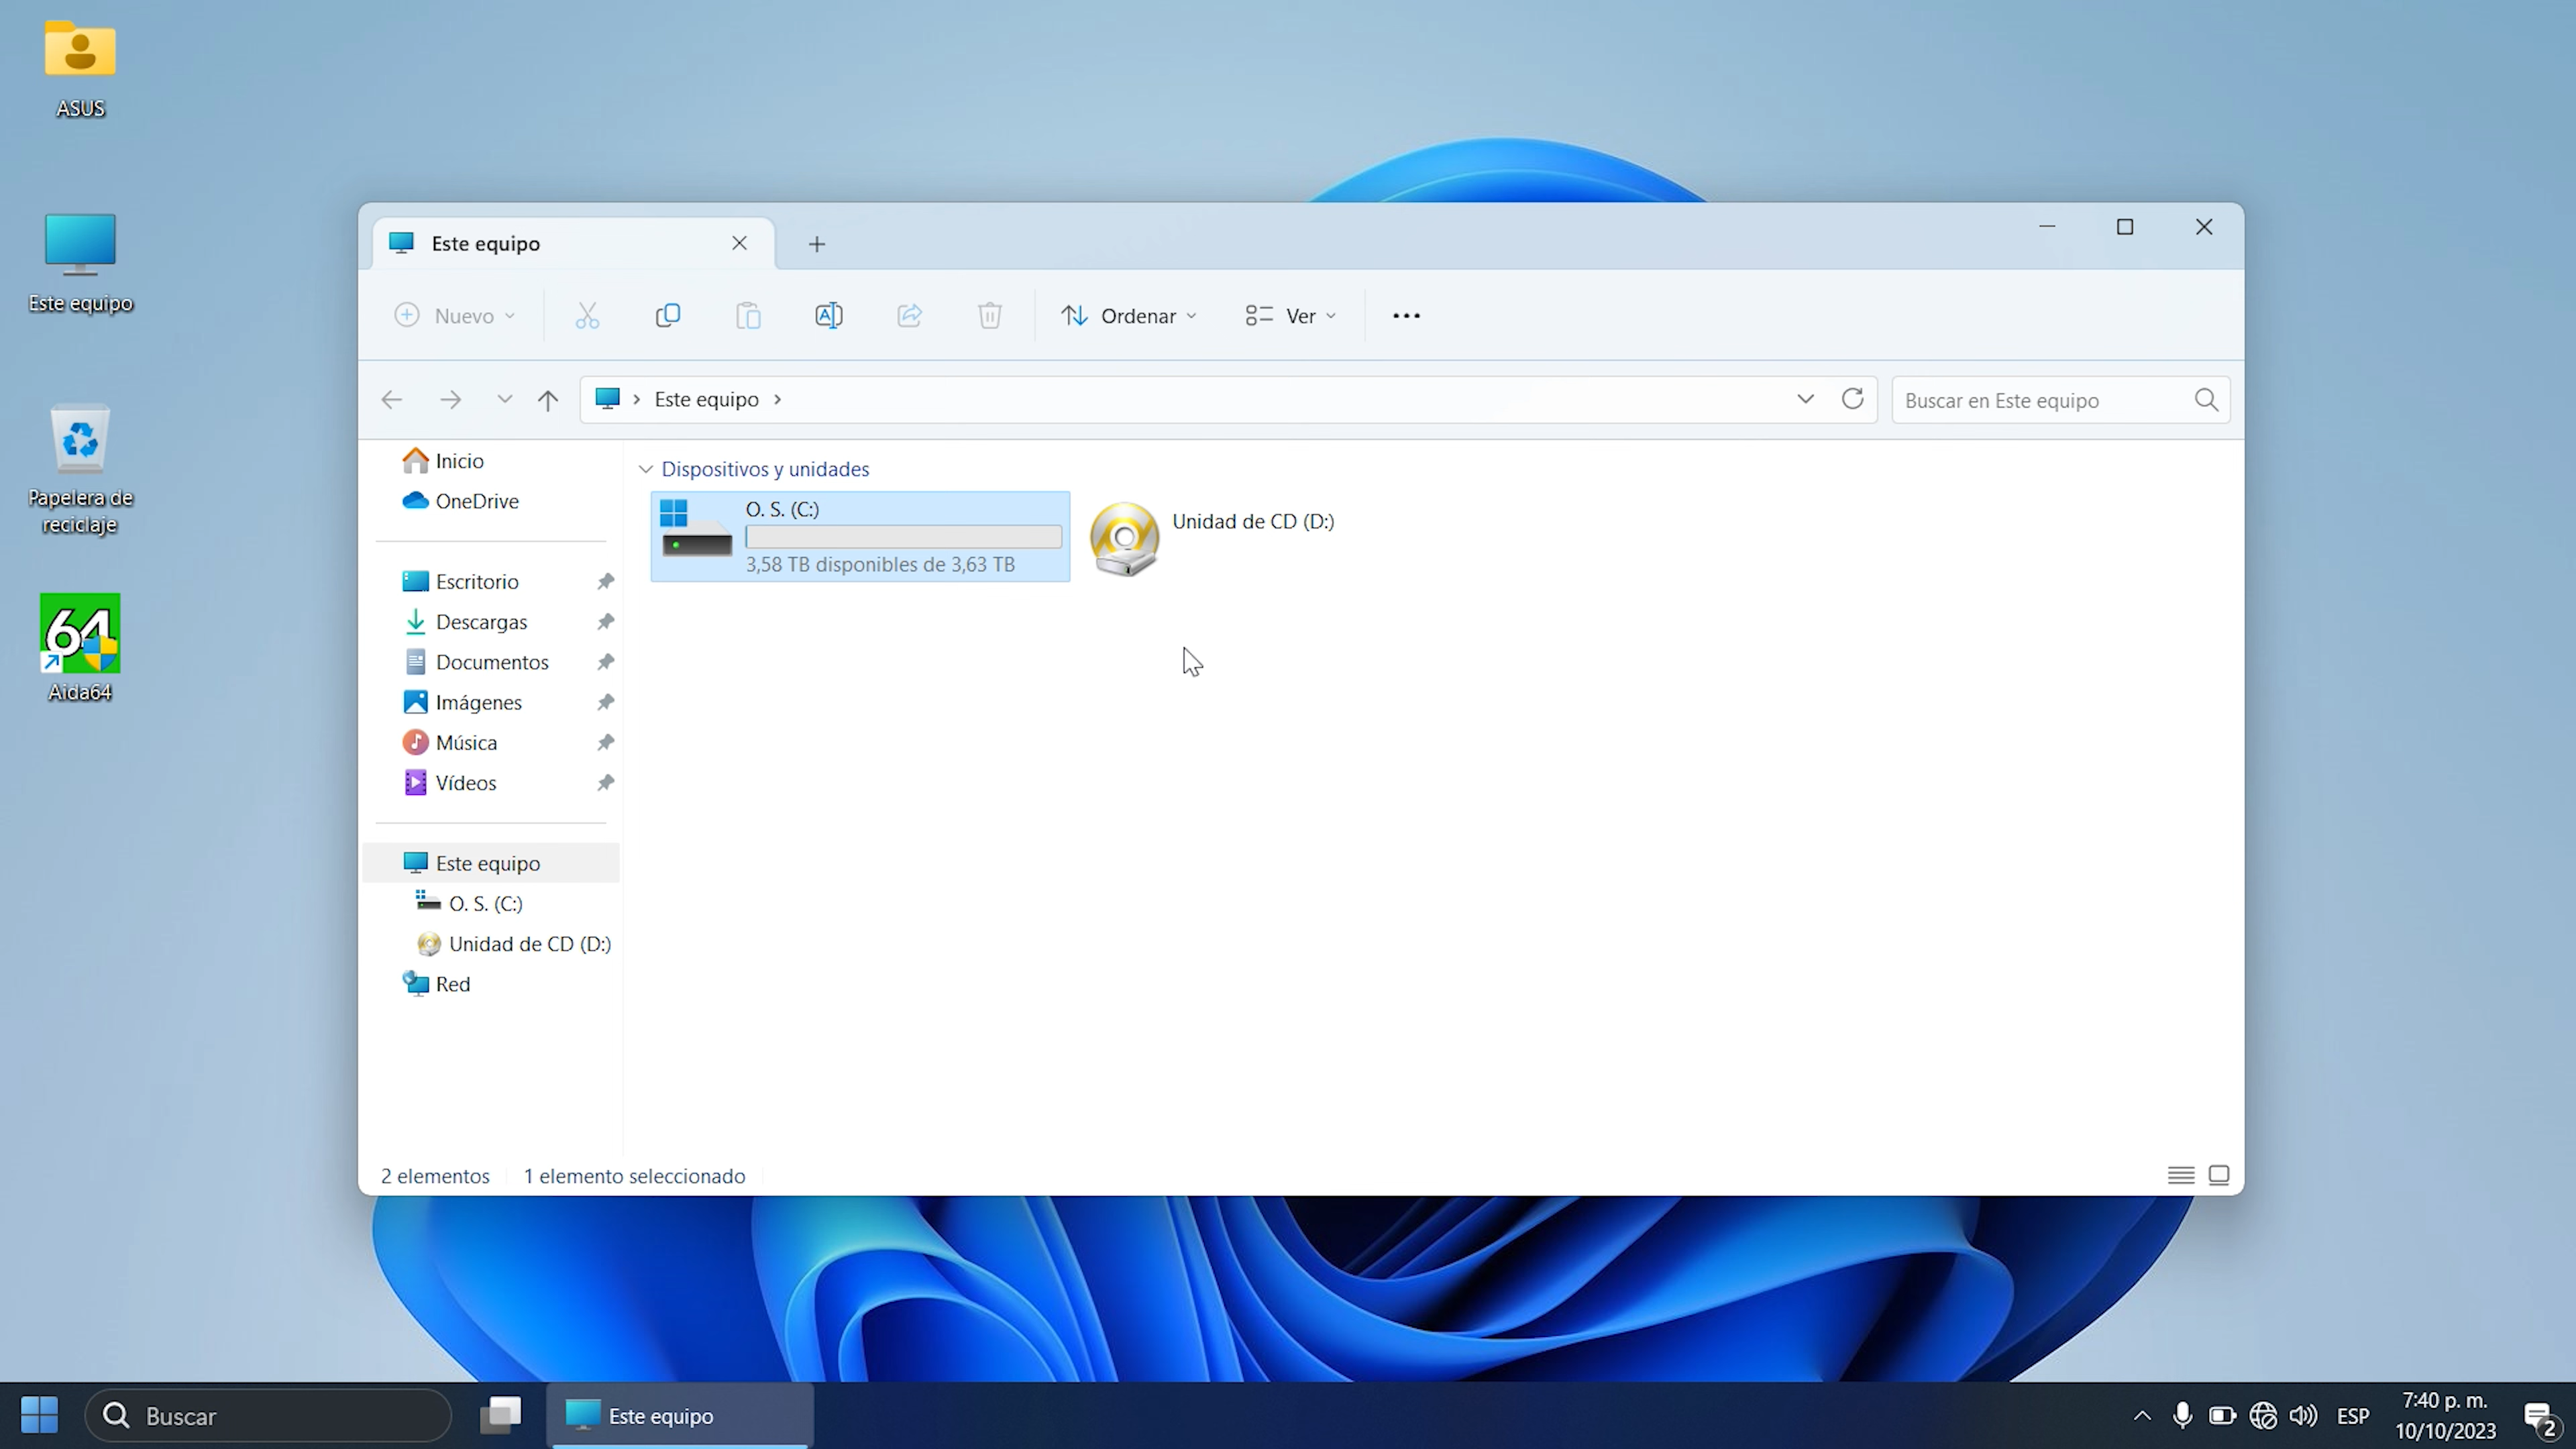 ASUS
Este equipo
Papelera de
reciclaje
64
Aida64
Este equipo
Nuevo
A
Ordenar
Ver
Este equipo
Buscar en Este equipo
Inicio
OneDrive
Escritorio
Descargas
Documentos
Imágenes
Música
Vídeos
Este equipo
O. S. (C:)
Unidad de CD (D:)
Red
Dispositivos y unidades
O. S. (C:)
3,58 TB disponibles de 3,63 TB
Unidad de CD (D:)
2 elementos
1 elemento seleccionado
Buscar
Este equipo
ESP
7:40 p. m.
10/10/2023
2